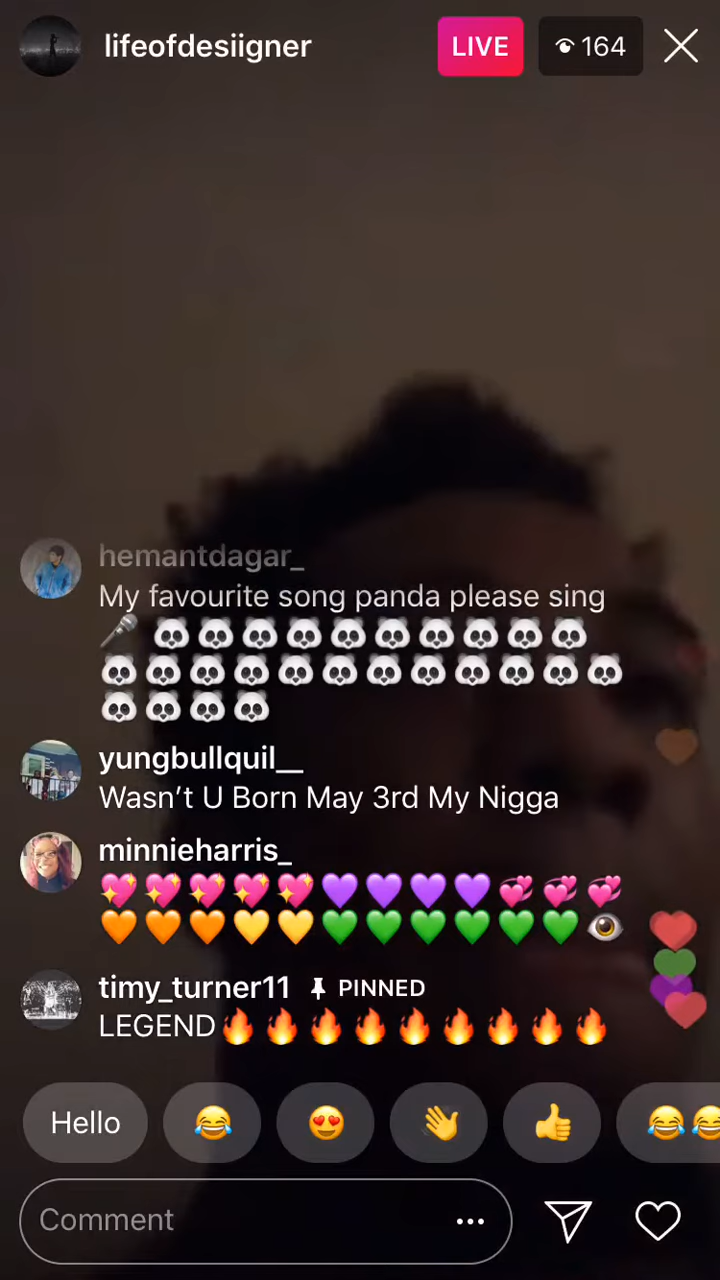 lifeofdesiigner LIVE 164
hemantdagar_
My favourite song panda please sing
🎤 🐼🐼🐼🐼🐼🐼🐼🐼🐼🐼
🐼🐼🐼🐼🐼🐼🐼🐼🐼🐼🐼🐼
🐼🐼🐼🐼
yungbullquil__
Wasn’t U Born May 3rd My Nigga
minnieharris_
💖💖💖💖💖💜💜💜💜💞💞💞
🧡🧡🧡💛💛💚💚💚💚💚💚👁
timy_turner11 📌 PINNED
LEGEND🔥🔥🔥🔥🔥🔥🔥🔥🔥
Hello 😂 😍 👋 👍 😂😂
Comment ...